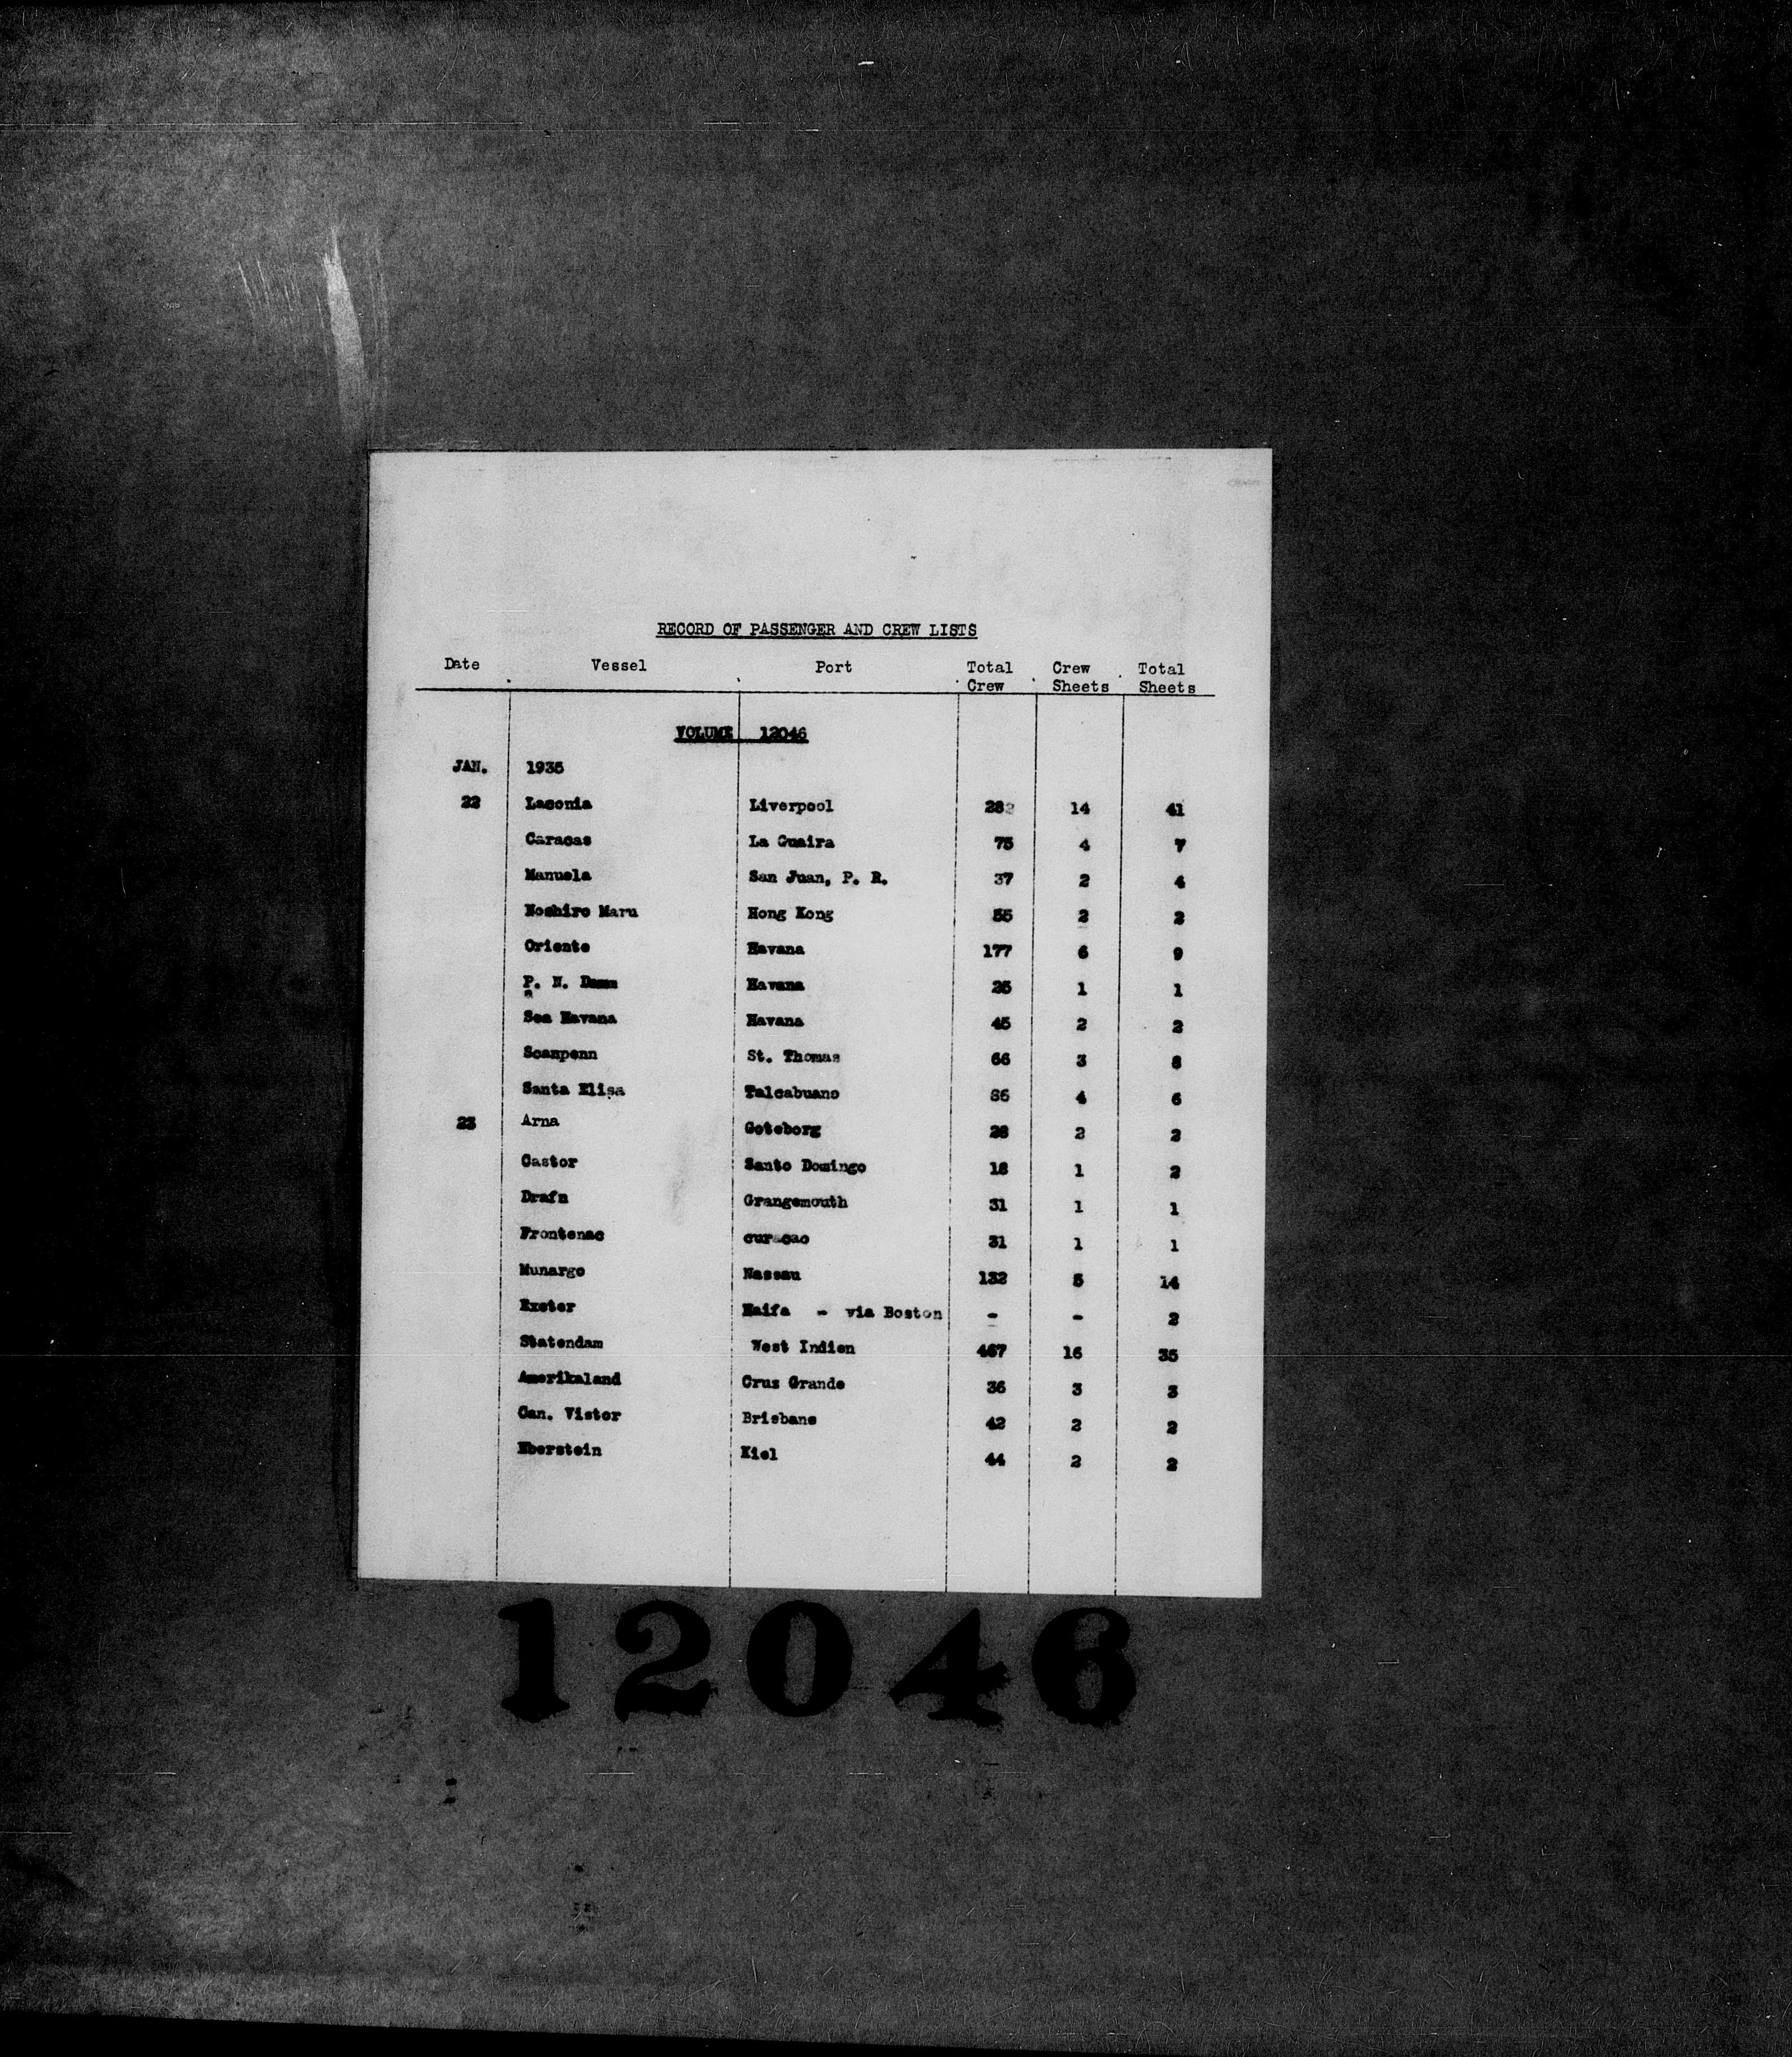 RECORD OF PASSENGER AND CREW LISTS
Date Vessel Port Total Crew Crew Sheets Total Sheets
VOLUME 12046
JAN. 1935
22 Laconia Liverpool 282 14 41
Caracas La Guaira 75 4 7
Manuela San Juan, P. R. 37 2 4
Noshiro Maru Hong Kong 55 2 2
Oriente Havana 177 6 9
P. N. Damm Havana 25 1 1
Sea Havana Havana 45 2 2
Scanpenn St. Thomas 66 3 8
Santa Elisa Talcahuano 86 4 6
23 Arna Goteborg 28 2 2
Castor Santo Domingo 18 1 2
Drafn Grangemouth 31 1 1
Frontenac curacao 31 1 1
Munargo Nassau 132 5 14
Exeter Haifa - via Boston - - 2
Statendam West Indien 467 16 35
Amerikaland Cruz Grande 36 3 3
Can. Victor Brisbane 42 2 2
Eberstein Kiel 44 2 2
12046